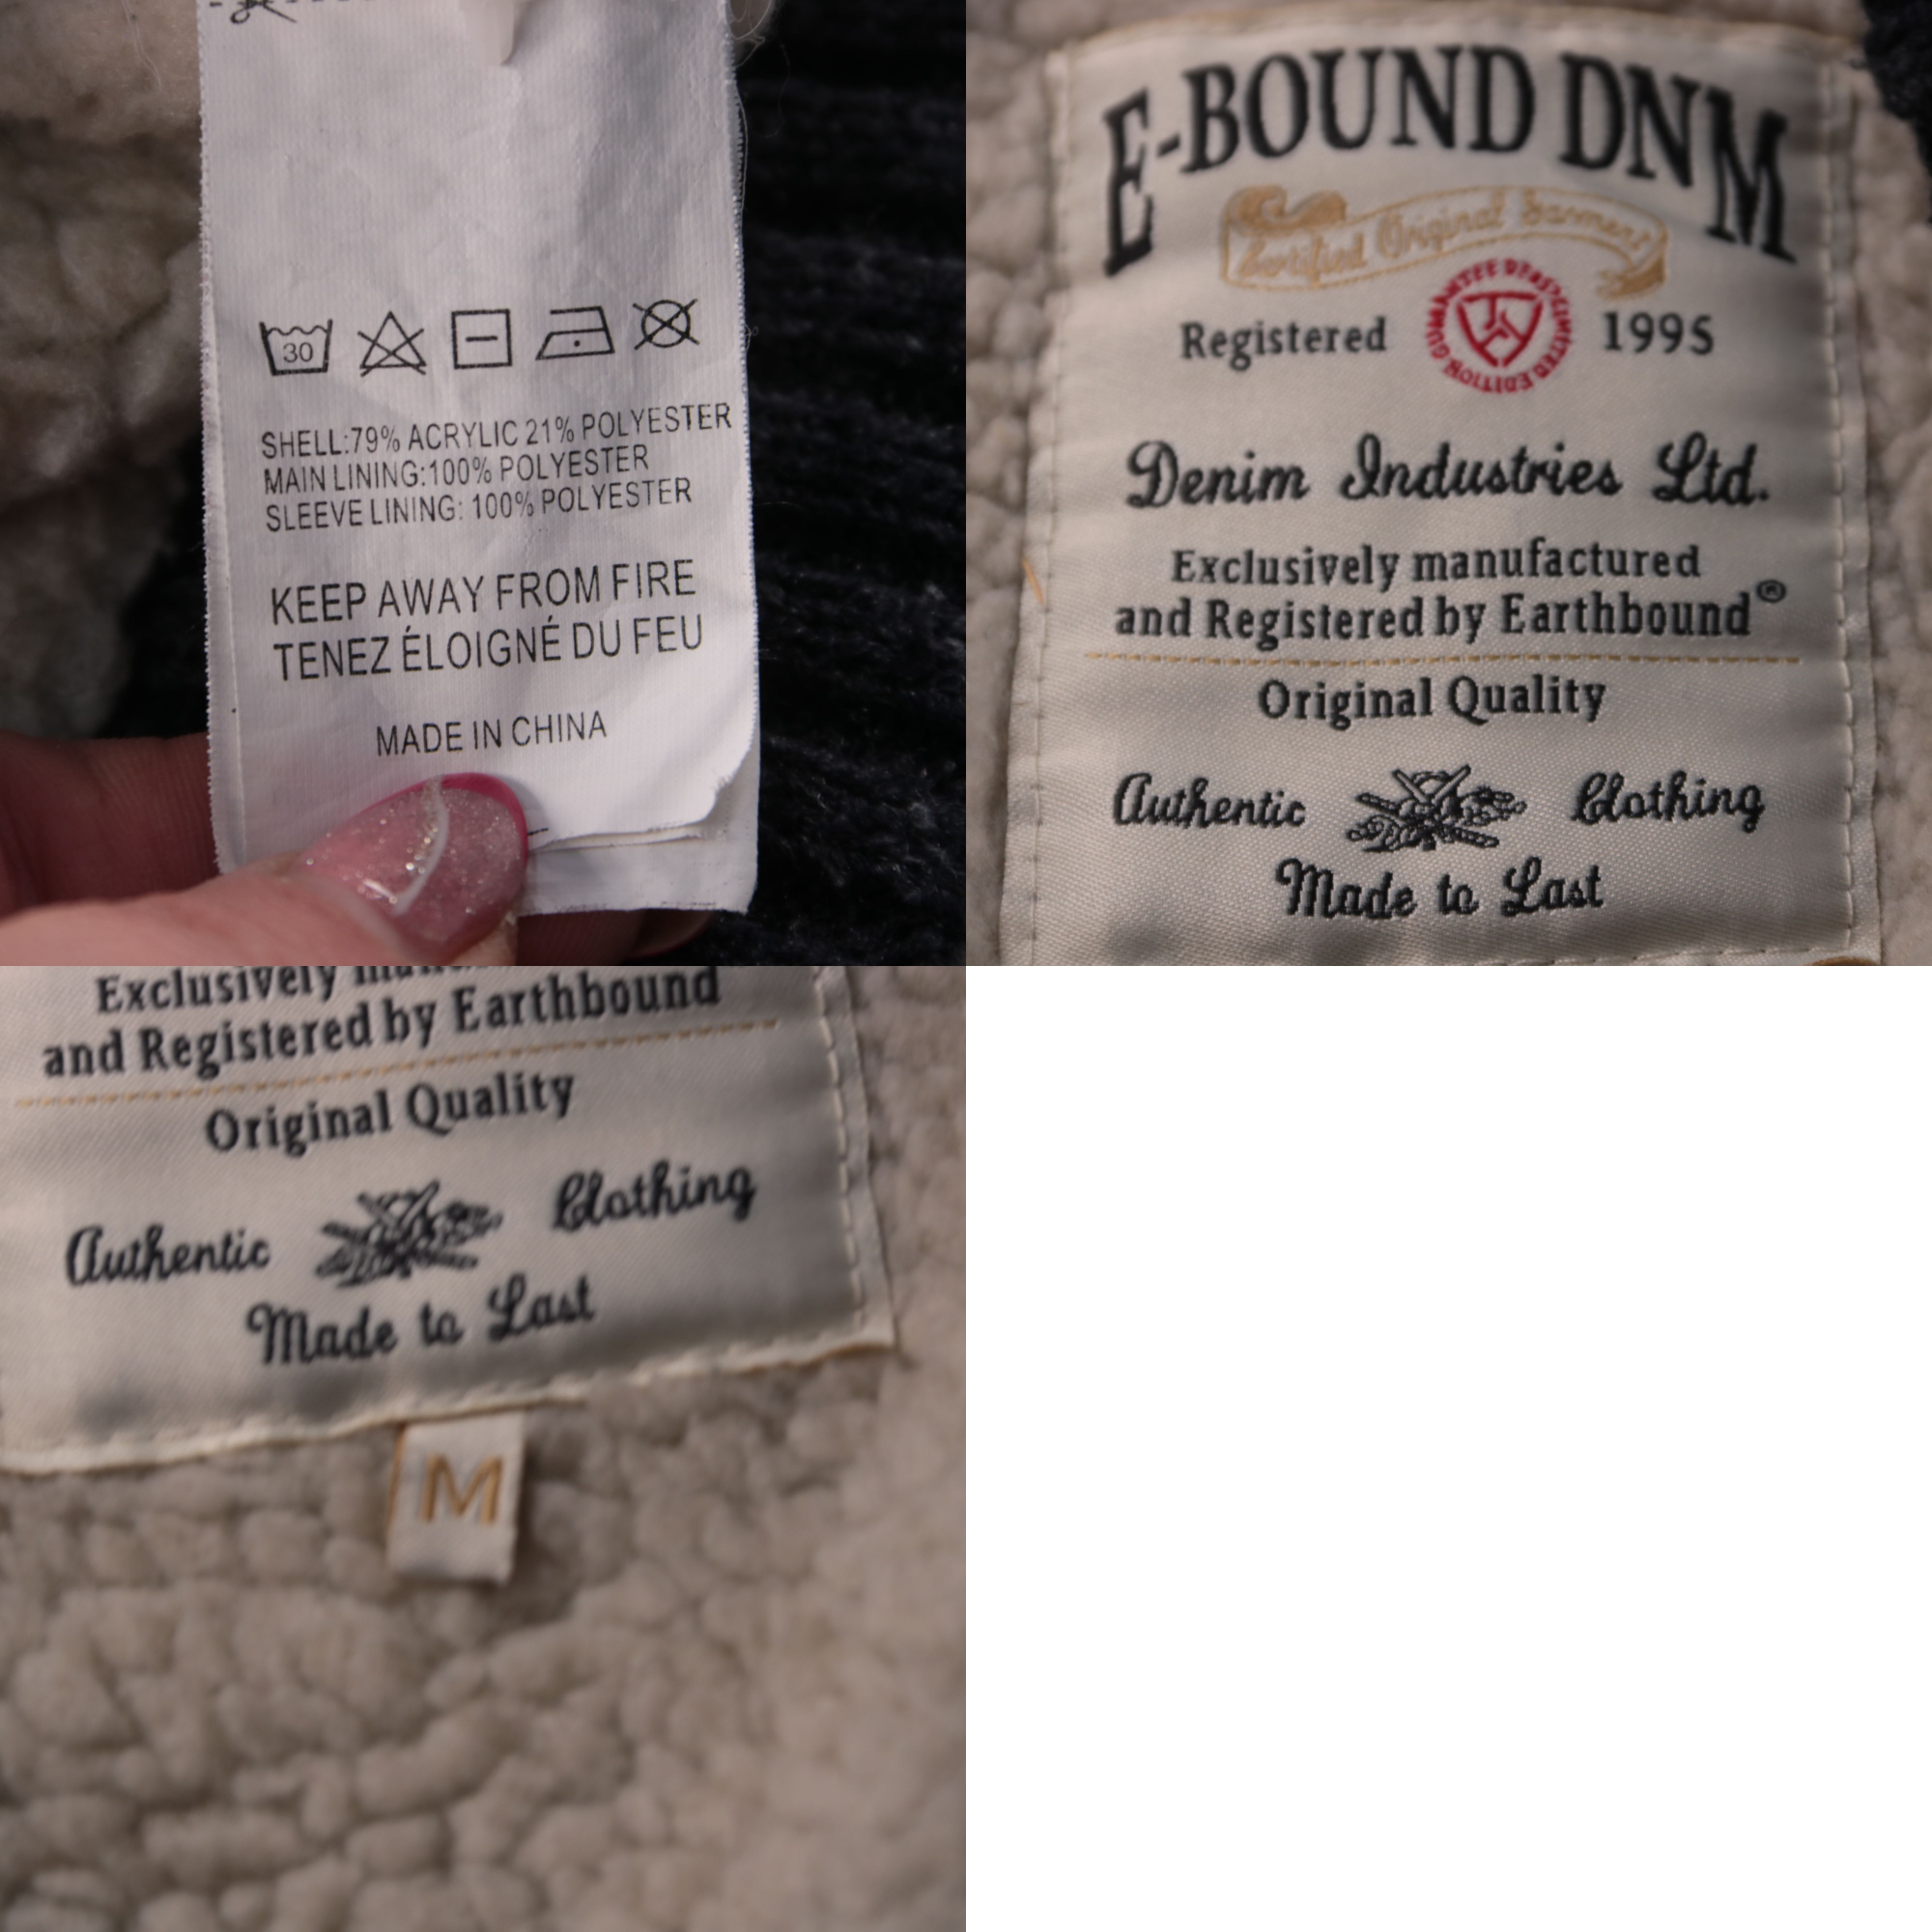 30
SHELL:79% ACRYLIC 21% POLYESTER
MAIN LINING:100% POLYESTER
SLEEVE LINING: 100% POLYESTER
KEEP AWAY FROM FIRE
TENEZ ÉLOIGNÉ DU FEU
MADE IN CHINA
E-BOUND DNM
Certified Original Garment
Registered 1995
Denim Industries Ltd.
Exclusively manufactured
and Registered by Earthbound®
Original Quality
Authentic Clothing
Made to Last
Exclusively
and Registered by Earthbound
Original Quality
Authentic Clothing
Made to Last
M